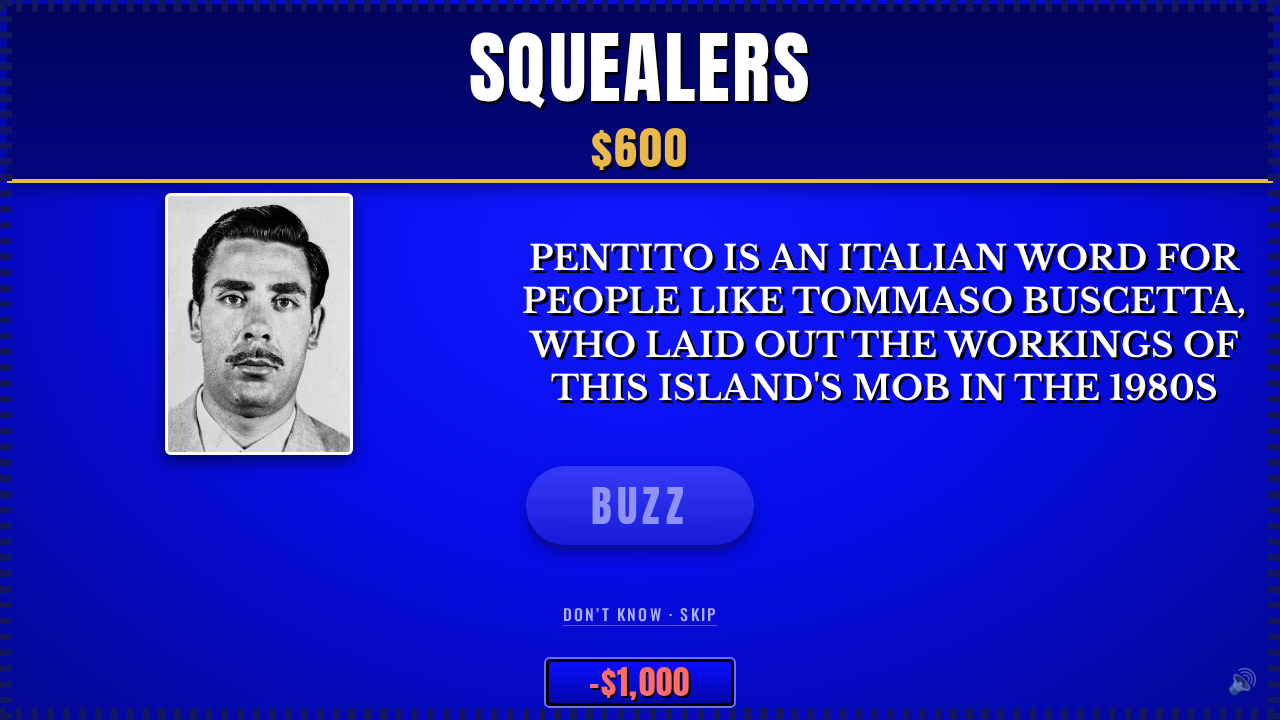 SQUEALERS
$600
PENTITO IS AN ITALIAN WORD FOR
PEOPLE LIKE TOMMASO BUSCETTA,
WHO LAID OUT THE WORKINGS OF
THIS ISLAND'S MOB IN THE 1980S
BUZZ
DON'T KNOW · SKIP
-$1,000